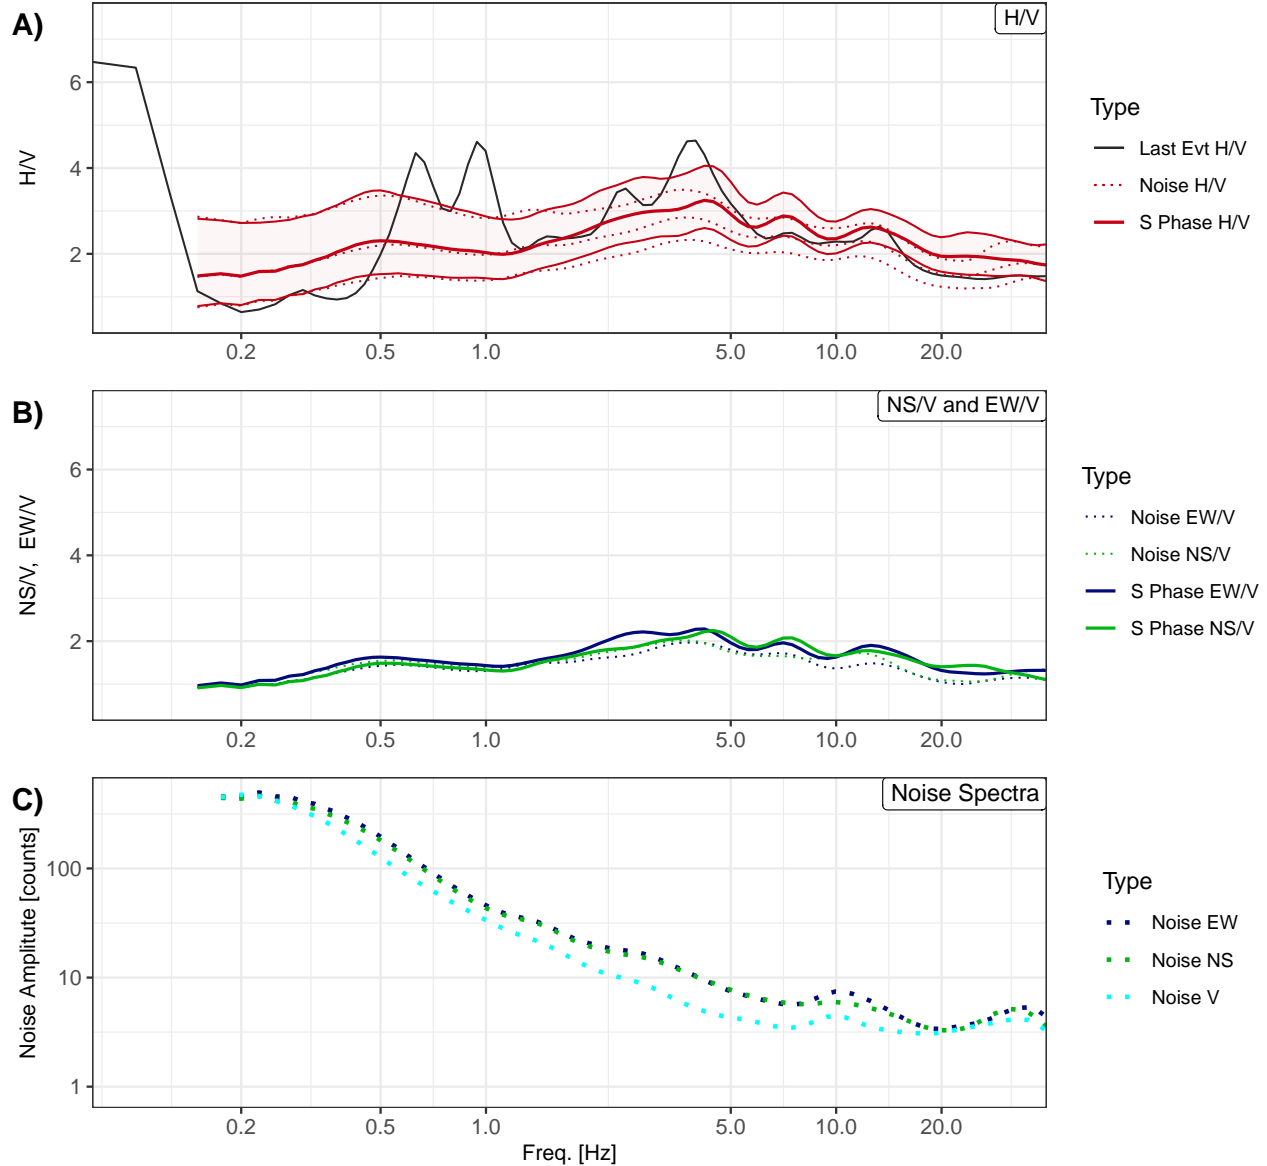 A)
H/V
H/V
6
4
2
0.2 0.5 1.0 5.0 10.0 20.0
Type
Last Evt H/V
Noise H/V
S Phase H/V
B)
NS/V and EW/V
NS/V, EW/V
6
4
2
0.2 0.5 1.0 5.0 10.0 20.0
Type
Noise EW/V
Noise NS/V
S Phase EW/V
S Phase NS/V
C)
Noise Spectra
Noise Amplitute [counts]
100
10
1
0.2 0.5 1.0 5.0 10.0 20.0
Freq. [Hz]
Type
Noise EW
Noise NS
Noise V